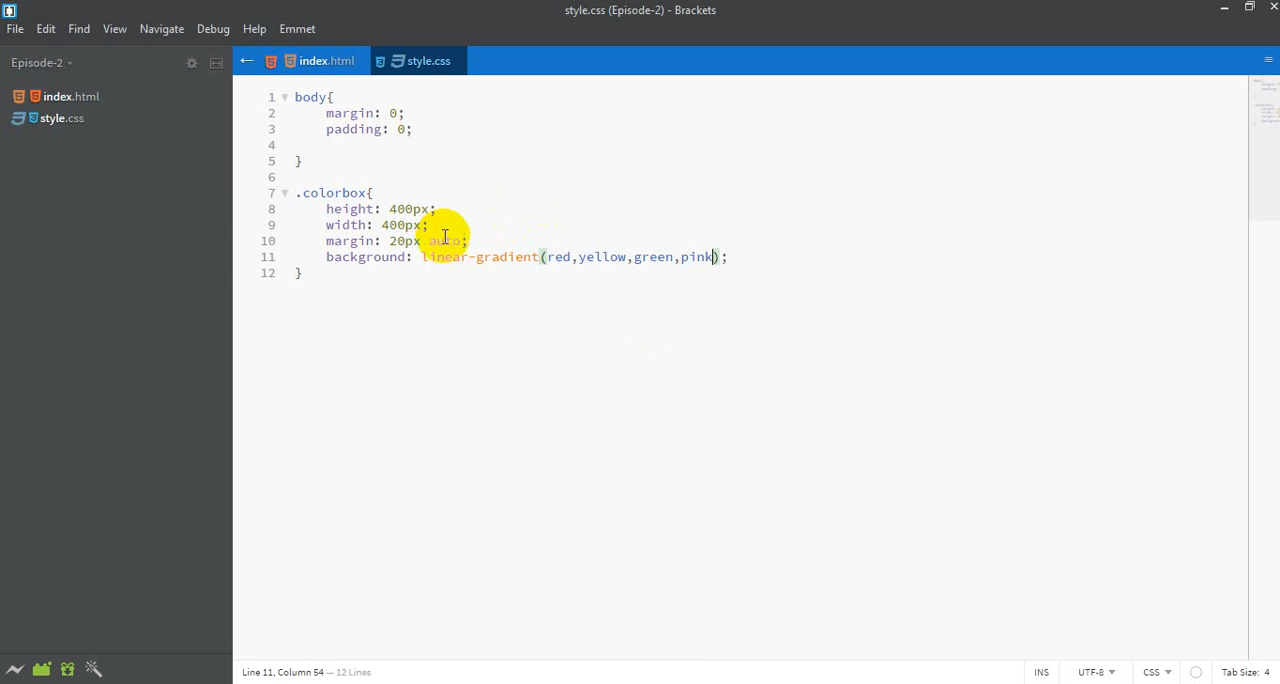 style.css (Episode-2) - Brackets
File Edit Find View Navigate Debug Help Emmet
Episode-2
index.html style.css
index.html
style.css
1 body{
2 margin: 0;
3 padding: 0;
4
5 }
6
7 .colorbox{
8 height: 400px;
9 width: 400px;
10 margin: 20px auto;
11 background: linear-gradient(red,yellow,green,pink);
12 }
Line 11, Column 54 — 12 Lines INS UTF-8 CSS Tab Size: 4